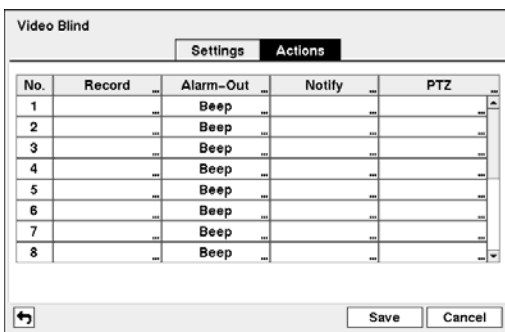 Video Blind
Settings Actions
No. Record ... Alarm-Out ... Notify ... PTZ ...
1 ... Beep ... ... ...
2 ... Beep ... ... ...
3 ... Beep ... ... ...
4 ... Beep ... ... ...
5 ... Beep ... ... ...
6 ... Beep ... ... ...
7 ... Beep ... ... ...
8 ... Beep ... ... ...
Save Cancel